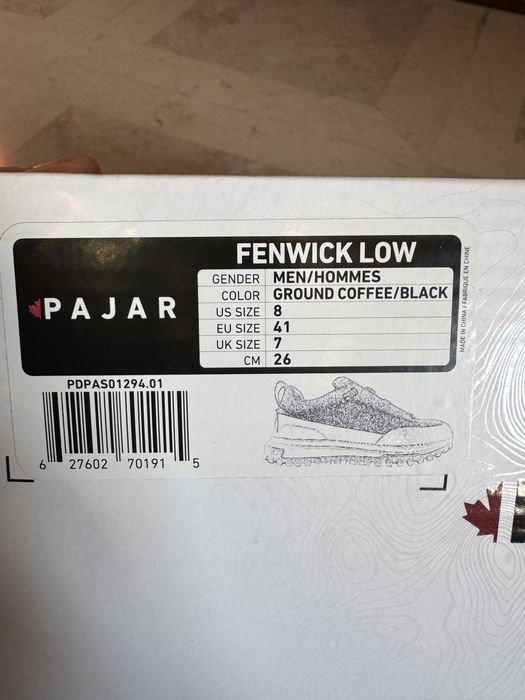 FENWICK LOW
PAJAR
GENDER MEN/HOMMES
COLOR GROUND COFFEE/BLACK
US SIZE 8
EU SIZE 41
UK SIZE 7
CM 26
MADE IN CHINA / FABRIQUÉ EN CHINE
PDPAS01294.01
6 27602 70191 5